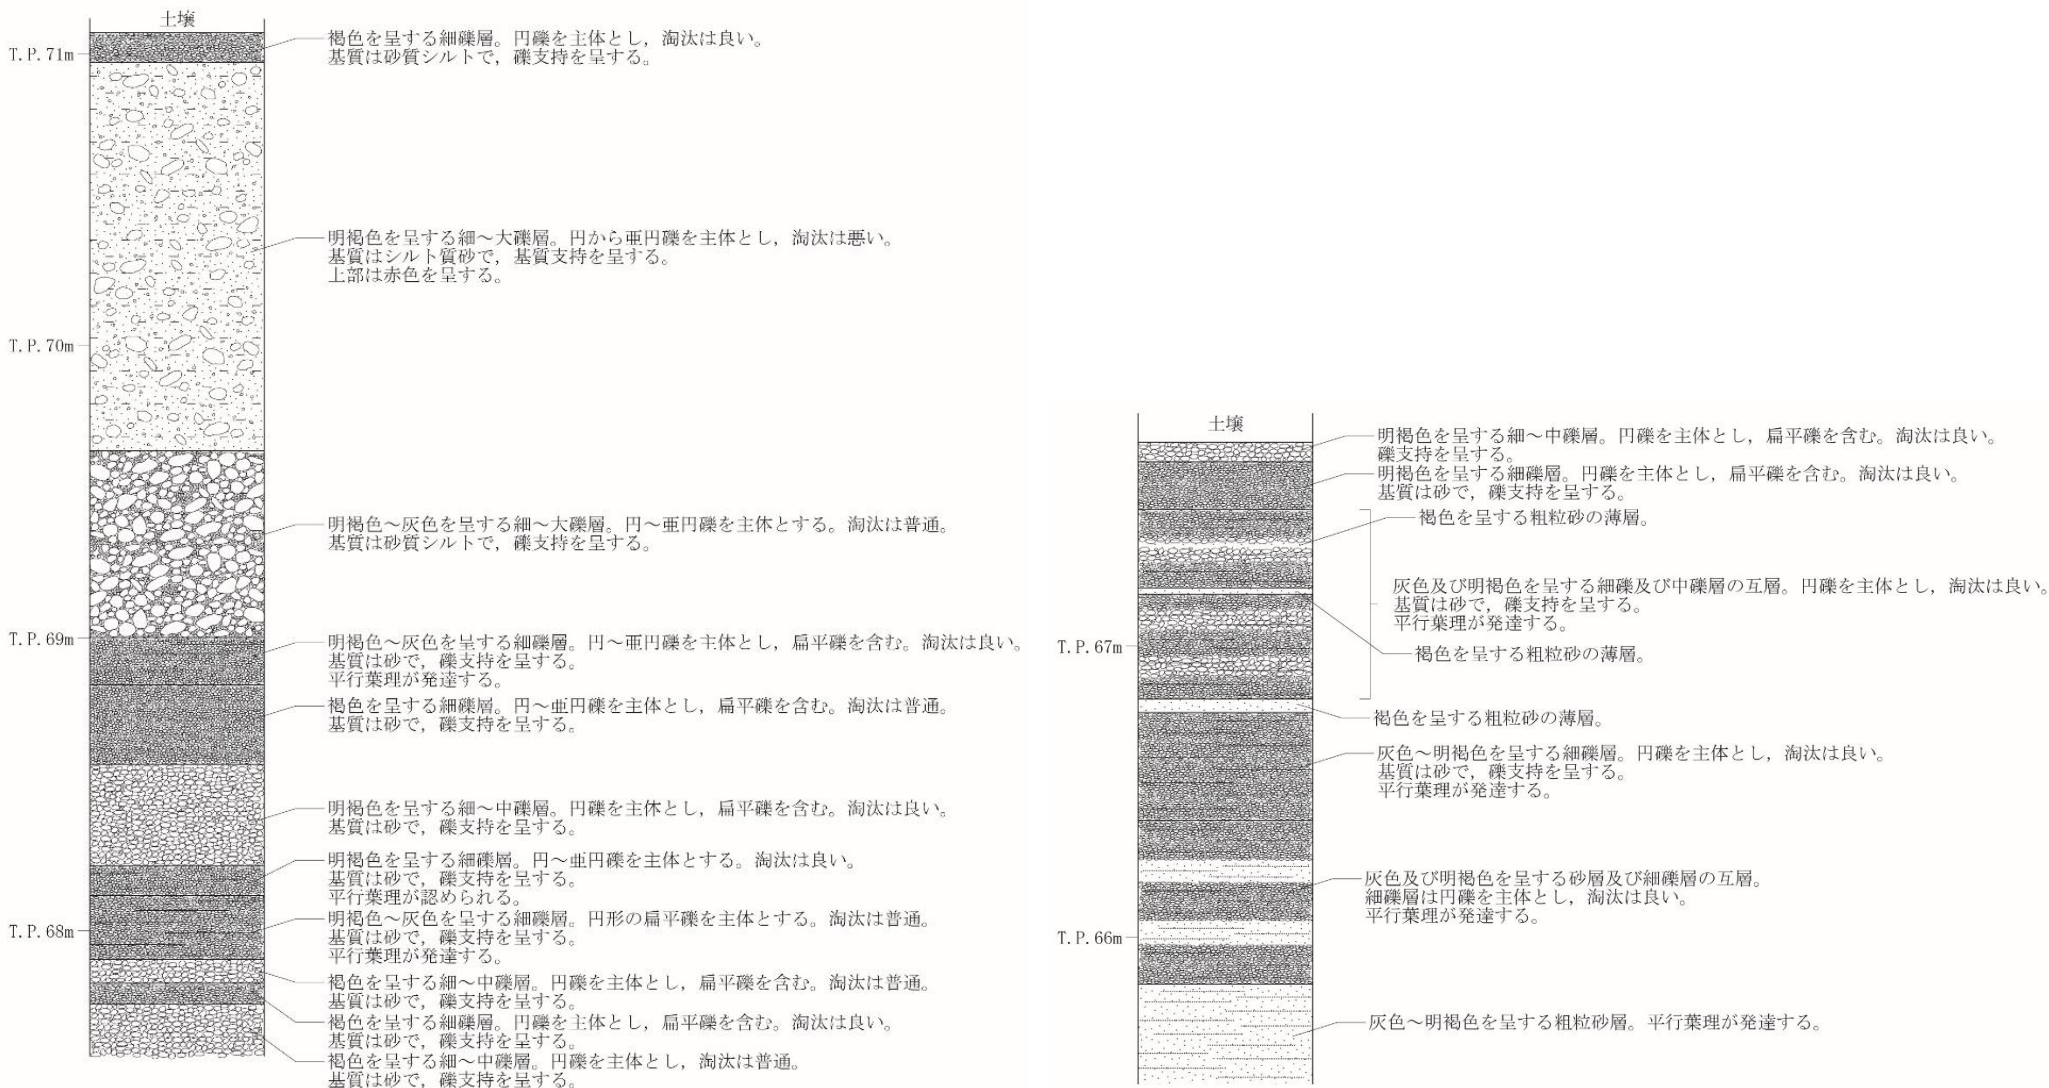 土壌
T.P.71m
褐色を呈する細礫層。円礫を主体とし，淘汰は良い。
基質は砂質シルトで，礫支持を呈する。
明褐色を呈する細～大礫層。円から亜円礫を主体とし，淘汰は悪い。
基質はシルト質砂で，基質支持を呈する。
上部は赤色を呈する。
T.P.70m
明褐色～灰色を呈する細～大礫層。円～亜円礫を主体とする。淘汰は普通。
基質は砂質シルトで，礫支持を呈する。
T.P.69m
明褐色～灰色を呈する細礫層。円～亜円礫を主体とし，扁平礫を含む。淘汰は良い。
基質は砂で，礫支持を呈する。
平行葉理が発達する。
褐色を呈する細礫層。円～亜円礫を主体とし，扁平礫を含む。淘汰は普通。
基質は砂で，礫支持を呈する。
明褐色を呈する細～中礫層。円礫を主体とし，扁平礫を含む。淘汰は良い。
基質は砂で，礫支持を呈する。
明褐色を呈する細礫層。円～亜円礫を主体とする。淘汰は良い。
基質は砂で，礫支持を呈する。
平行葉理が認められる。
T.P.68m
明褐色～灰色を呈する細礫層。円形の扁平礫を主体とする。淘汰は普通。
基質は砂で，礫支持を呈する。
平行葉理が発達する。
褐色を呈する細～中礫層。円礫を主体とし，扁平礫を含む。淘汰は普通。
基質は砂で，礫支持を呈する。
褐色を呈する細礫層。円礫を主体とし，扁平礫を含む。淘汰は良い。
基質は砂で，礫支持を呈する。
褐色を呈する細～中礫層。円礫を主体とし，淘汰は普通。
基質は砂で，礫支持を呈する。
土壌
明褐色を呈する細～中礫層。円礫を主体とし，扁平礫を含む。淘汰は良い。
礫支持を呈する。
明褐色を呈する細礫層。円礫を主体とし，扁平礫を含む。淘汰は良い。
基質は砂で，礫支持を呈する。
褐色を呈する粗粒砂の薄層。
灰色及び明褐色を呈する細礫及び中礫層の互層。円礫を主体とし，淘汰は良い。
基質は砂で，礫支持を呈する。
平行葉理が発達する。
T.P.67m
褐色を呈する粗粒砂の薄層。
褐色を呈する粗粒砂の薄層。
灰色～明褐色を呈する細礫層。円礫を主体とし，淘汰は良い。
基質は砂で，礫支持を呈する。
平行葉理が発達する。
灰色及び明褐色を呈する砂層及び細礫層の互層。
細礫層は円礫を主体とし，淘汰は良い。
平行葉理が発達する。
T.P.66m
灰色～明褐色を呈する粗粒砂層。平行葉理が発達する。